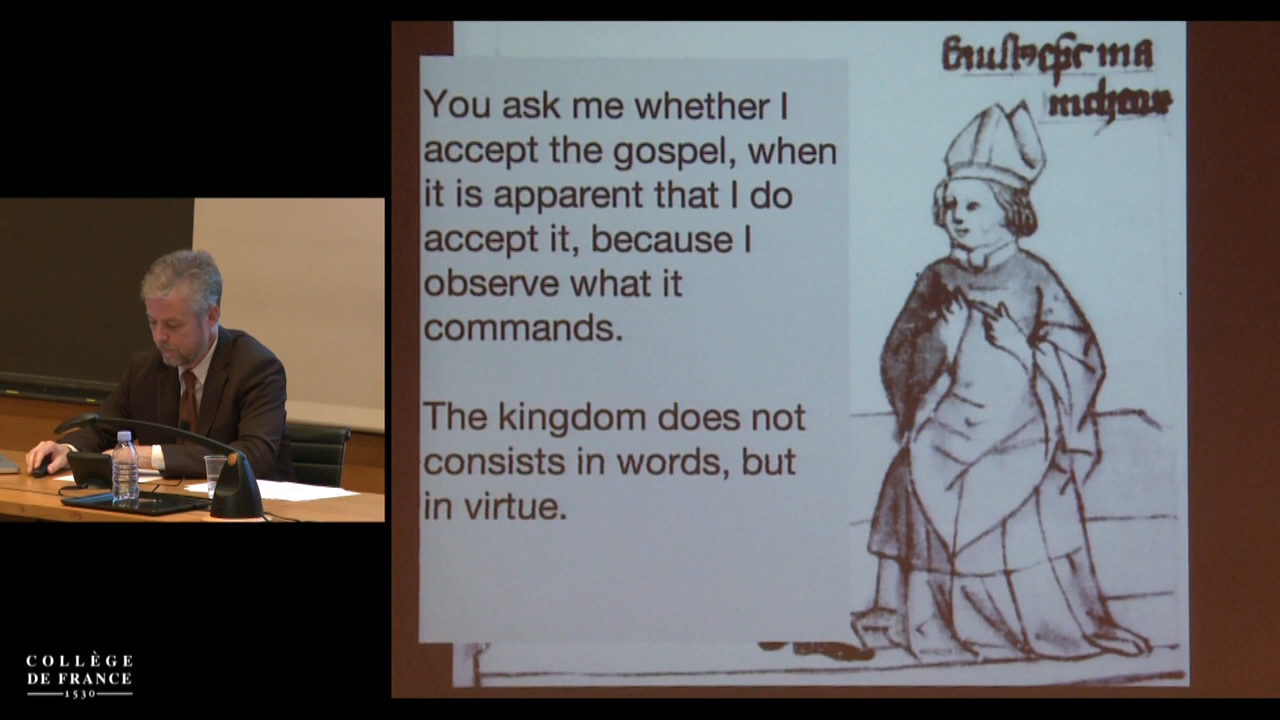 You ask me whether I
accept the gospel, when
it is apparent that I do
accept it, because I
observe what it
commands.
The kingdom does not
consists in words, but
in virtue.
COLLÈGE
DE FRANCE
1530